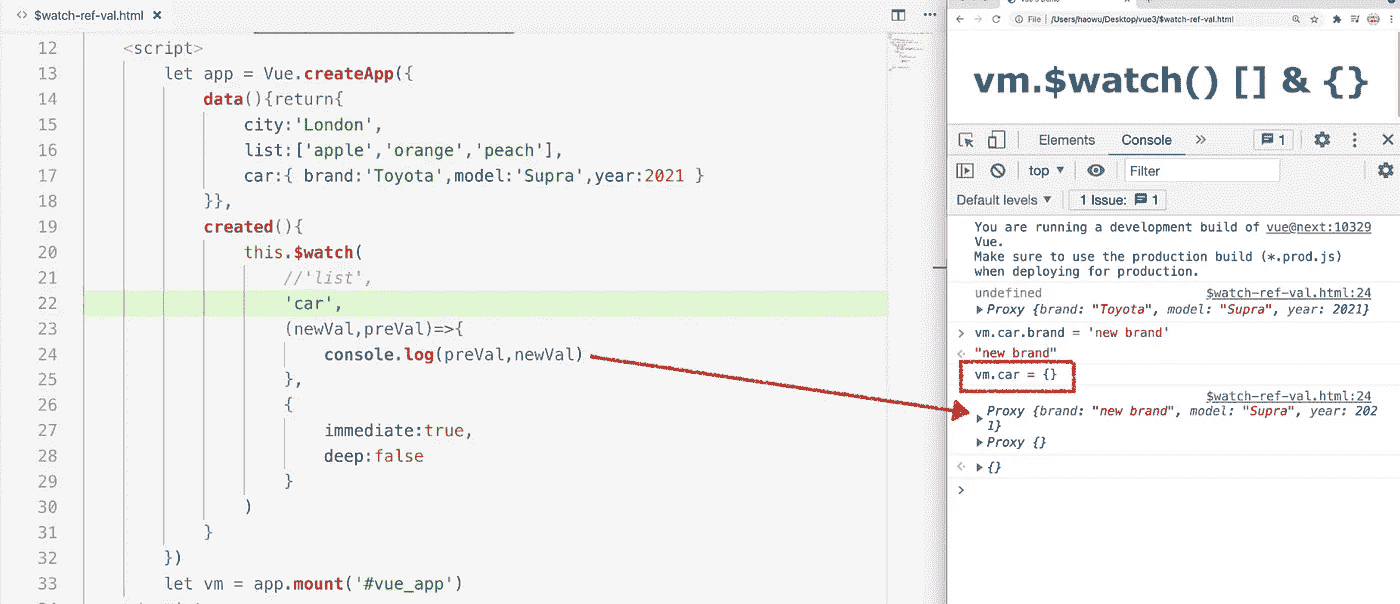 $watch-ref-val.html
12 <script>
13 let app = Vue.createApp({
14 data(){return{
15 city:'London',
16 list:['apple','orange','peach'],
17 car:{ brand:'Toyota',model:'Supra',year:2021 }
18 }},
19 created(){
20 this.$watch(
21 //'list',
22 'car',
23 (newVal,preVal)=>{
24 console.log(preVal,newVal)
25 },
26 {
27 immediate:true,
28 deep:false
29 }
30 )
31 }
32 })
33 let vm = app.mount('#vue_app')
File /Users/haowu/Desktop/vue3/$watch-ref-val.html
vm.$watch() [] & {}
Elements Console 1
top Filter
Default levels 1 Issue: 1
You are running a development build of vue@next:10329
Vue.
Make sure to use the production build (*.prod.js)
when deploying for production.
undefined $watch-ref-val.html:24
Proxy {brand: "Toyota", model: "Supra", year: 2021}
> vm.car.brand = 'new brand'
"new brand"
vm.car = {}
$watch-ref-val.html:24
Proxy {brand: "new brand", model: "Supra", year: 202
1}
Proxy {}
{}
>